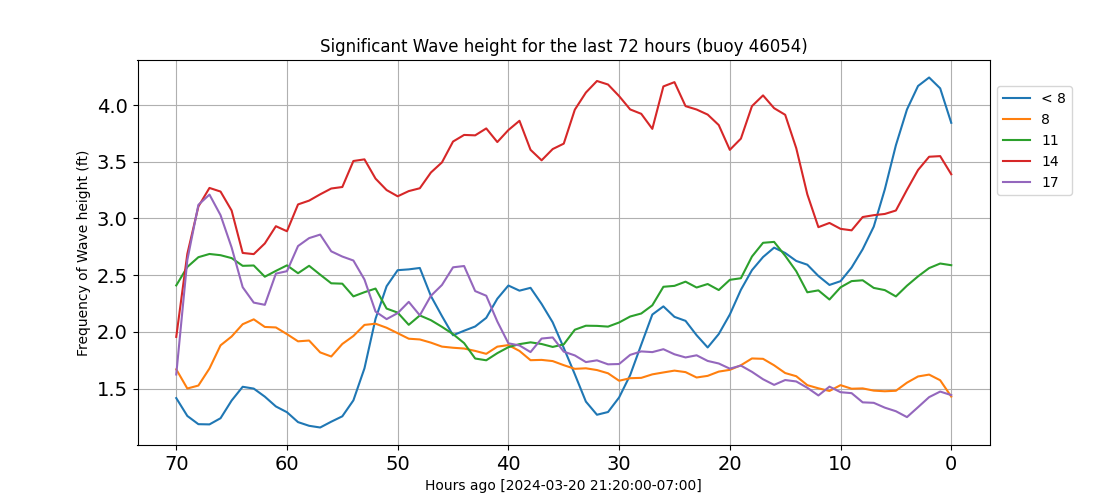 Significant Wave height for the last 72 hours (buoy 46054)
Frequency of Wave height (ft)
4.0
3.5
3.0
2.5
2.0
1.5
70 60 50 40 30 20 10 0
Hours ago [2024-03-20 21:20:00-07:00]
< 8
8
11
14
17